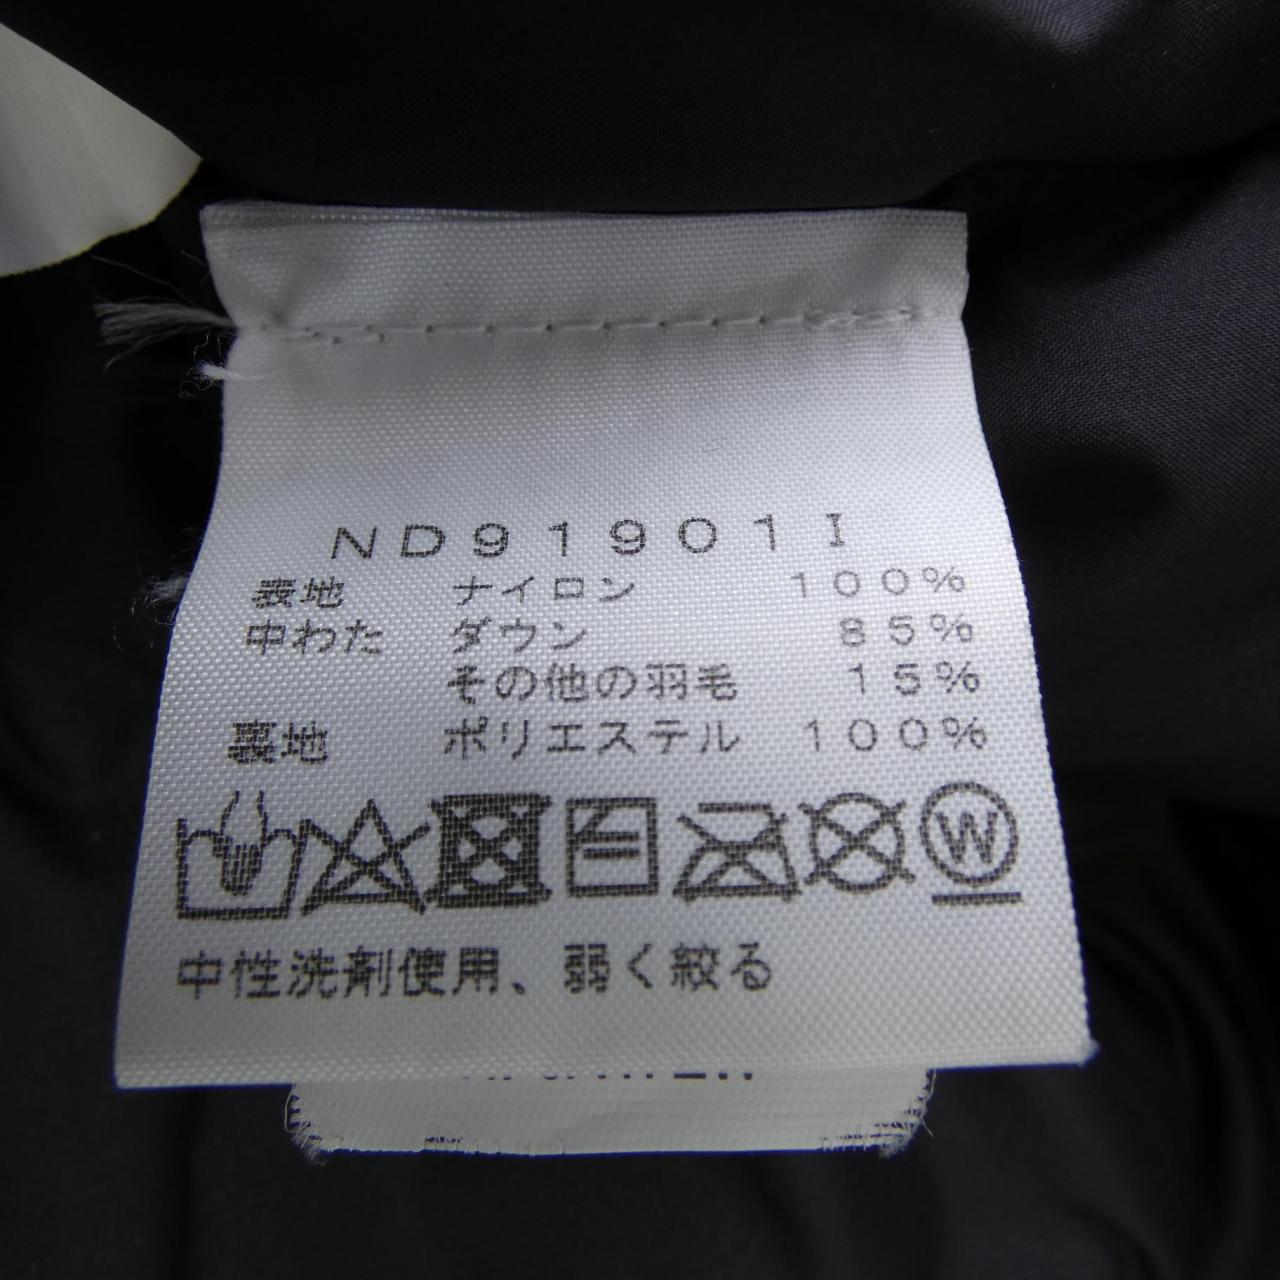 ND91901I
表地 ナイロン 100%
中わた ダウン 85%
その他の羽毛 15%
裏地 ポリエステル 100%
W
中性洗剤使用、弱く絞る